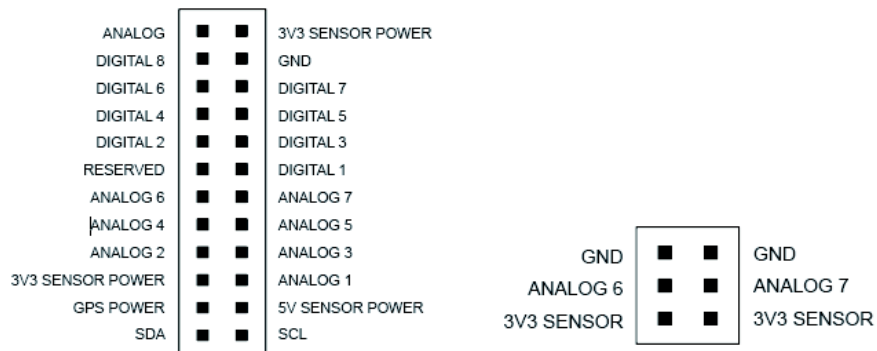 ANALOG 3V3 SENSOR POWER
DIGITAL 8 GND
DIGITAL 6 DIGITAL 7
DIGITAL 4 DIGITAL 5
DIGITAL 2 DIGITAL 3
RESERVED DIGITAL 1
ANALOG 6 ANALOG 7
ANALOG 4 ANALOG 5
ANALOG 2 ANALOG 3
3V3 SENSOR POWER ANALOG 1
GPS POWER 5V SENSOR POWER
SDA SCL
GND GND
ANALOG 6 ANALOG 7
3V3 SENSOR 3V3 SENSOR